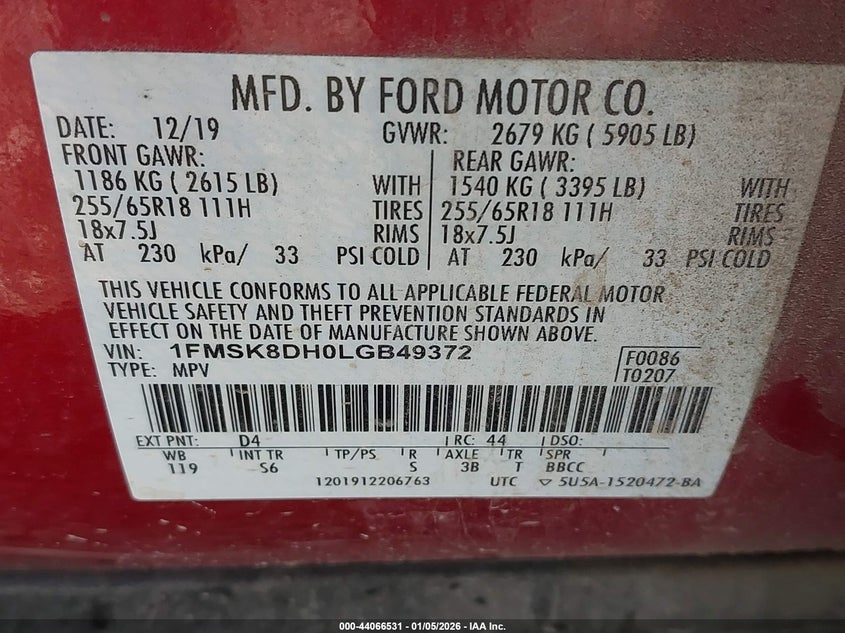 MFD. BY FORD MOTOR CO.
DATE: 12/19 GVWR: 2679 KG ( 5905 LB)
FRONT GAWR: REAR GAWR:
1186 KG ( 2615 LB) WITH 1540 KG ( 3395 LB) WITH
255/65R18 111H TIRES 255/65R18 111H TIRES
18x7.5J RIMS 18x7.5J RIMS
AT 230 kPa/ 33 PSI COLD AT 230 kPa/ 33 PSI COLD
THIS VEHICLE CONFORMS TO ALL APPLICABLE FEDERAL MOTOR
VEHICLE SAFETY AND THEFT PREVENTION STANDARDS IN
EFFECT ON THE DATE OF MANUFACTURE SHOWN ABOVE.
VIN: 1FMSK8DH0LGB49372 F0086
TYPE: MPV T0207
EXT PNT: D4 RC: 44 DSO:
WB INT TR TP/PS R AXLE TR SPR
119 S6 S 3B T BBCC
1201912206763 UTC ▽ 5U5A-1520472-BA
000-44066531 - 01/05/2026 - IAA Inc.